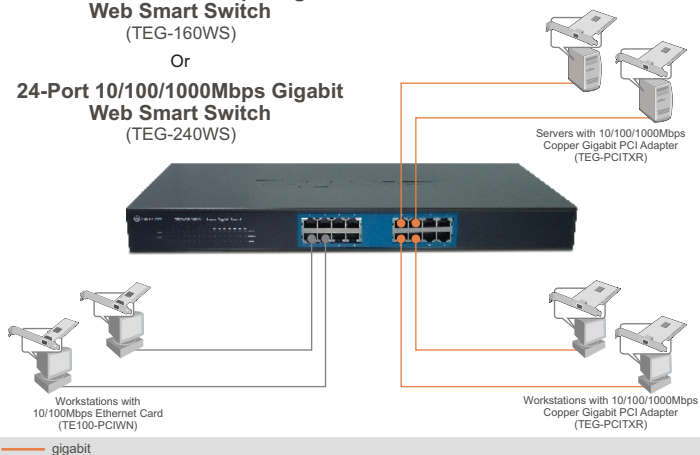 Web Smart Switch
(TEG-160WS)
Or
24-Port 10/100/1000Mbps Gigabit
Web Smart Switch
(TEG-240WS)
Servers with 10/100/1000Mbps
Copper Gigabit PCI Adapter
(TEG-PCITXR)
Workstations with
10/100Mbps Ethernet Card
(TE100-PCIWN)
Workstations with 10/100/1000Mbps
Copper Gigabit PCI Adapter
(TEG-PCITXR)
gigabit